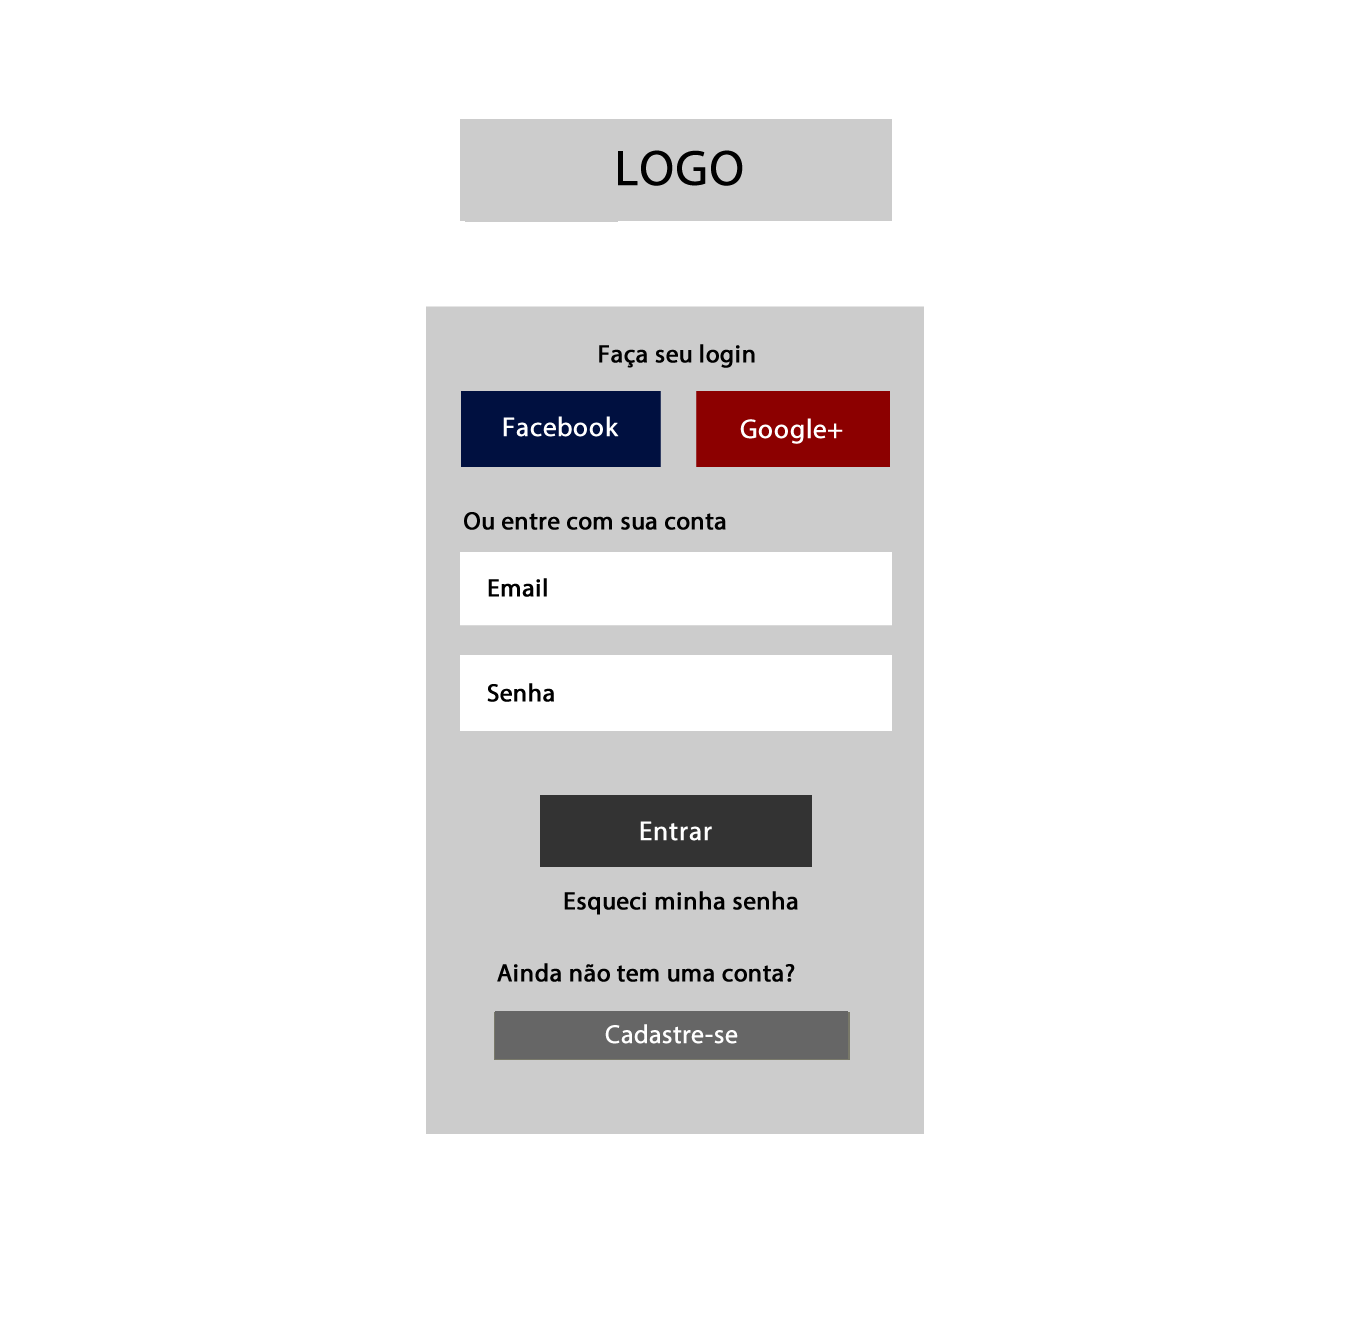 LOGO
Faça seu login
Facebook
Google+
Ou entre com sua conta
Email
Senha
Entrar
Esqueci minha senha
Ainda não tem uma conta?
Cadastre-se